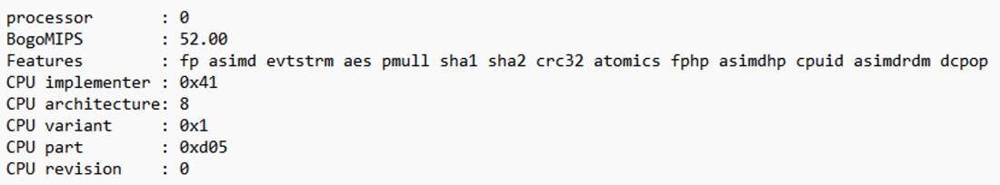 processor       : 0
BogoMIPS        : 52.00
Features        : fp asimd evtstrm aes pmull sha1 sha2 crc32 atomics fphp asimdhp cpuid asimdrdm dcpop
CPU implementer : 0x41
CPU architecture: 8
CPU variant     : 0x1
CPU part        : 0xd05
CPU revision    : 0